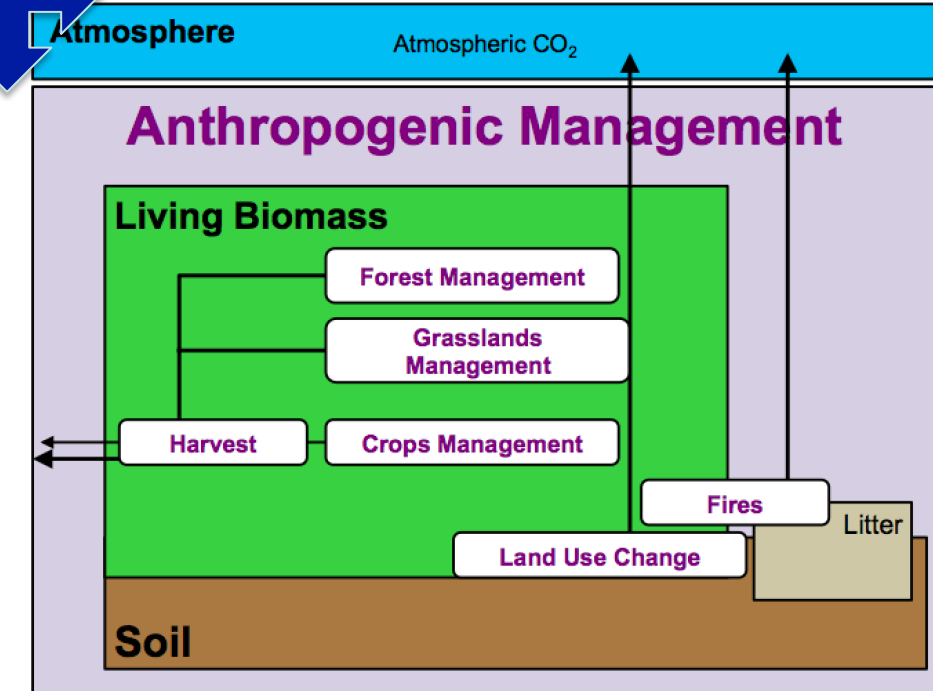 Atmosphere
Atmospheric CO₂
Anthropogenic Management
Living Biomass
Forest Management
Grasslands
Management
Harvest
Crops Management
Fires
Litter
Land Use Change
Soil